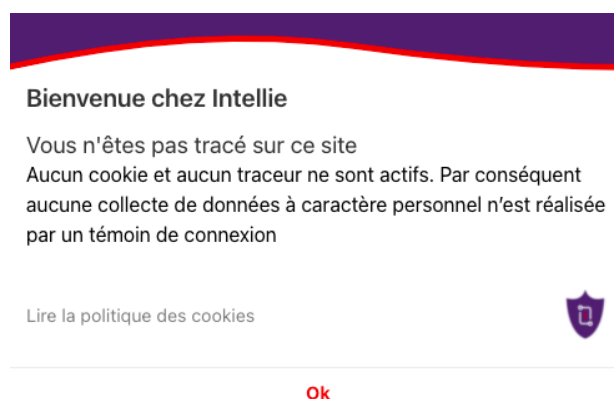 Bienvenue chez Intellie
Vous n'êtes pas tracé sur ce site
Aucun cookie et aucun traceur ne sont actifs. Par conséquent
aucune collecte de données à caractère personnel n’est réalisée
par un témoin de connexion
Lire la politique des cookies
Ok